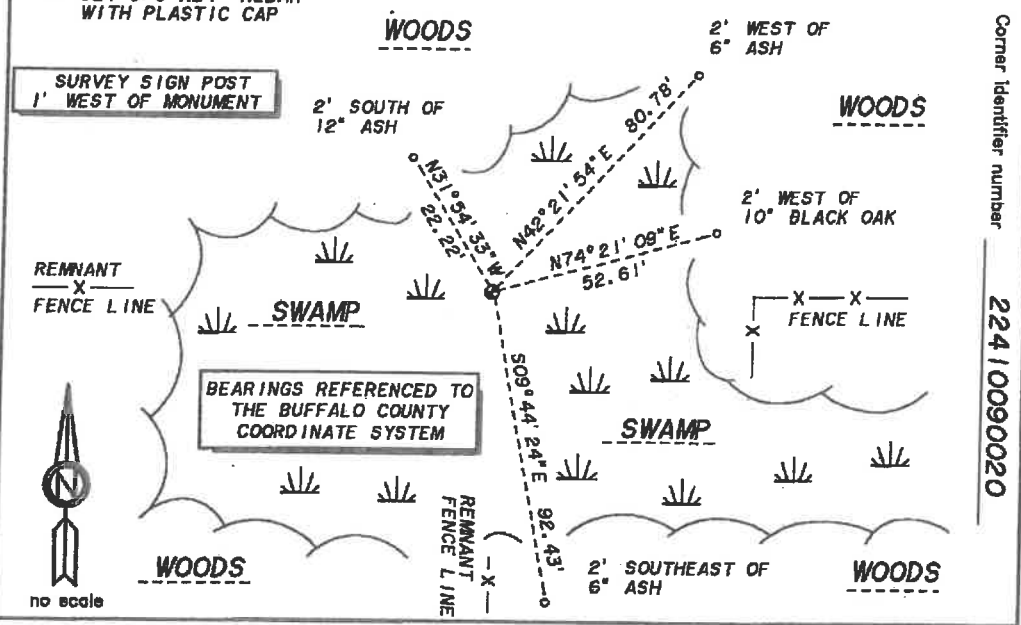 WITH PLASTIC CAP
WOODS
2' WEST OF
6" ASH
SURVEY SIGN POST
1' WEST OF MONUMENT
2' SOUTH OF
12" ASH
WOODS
Corner identifier number
22410090020
80.78'
N42°21'54"E
N31°54'33"W
22.22'
2' WEST OF
10" BLACK OAK
N74°21'09"E
52.61'
REMNANT
X
FENCE LINE
SWAMP
X X
FENCE LINE
X
BEARINGS REFERENCED TO
THE BUFFALO COUNTY
COORDINATE SYSTEM
S09°44'24"E 92.43'
SWAMP
N
REMNANT
FENCE LINE
X
WOODS
2' SOUTHEAST OF
6" ASH
WOODS
no scale